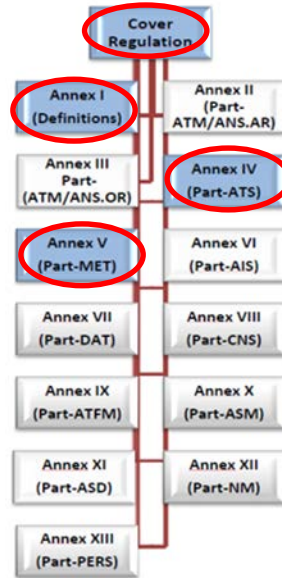 Cover
Regulation
Annex I
(Definitions)
Annex II
(Part-
ATM/ANS.AR)
Annex III
Part-
(ATM/ANS.OR)
Annex IV
(Part-ATS)
Annex V
(Part-MET)
Annex VI
(Part-AIS)
Annex VII
(Part-DAT)
Annex VIII
(Part-CNS)
Annex IX
(Part-ATFM)
Annex X
(Part-ASM)
Annex XI
(Part-ASD)
Annex XII
(Part-NM)
Annex XIII
(Part-PERS)